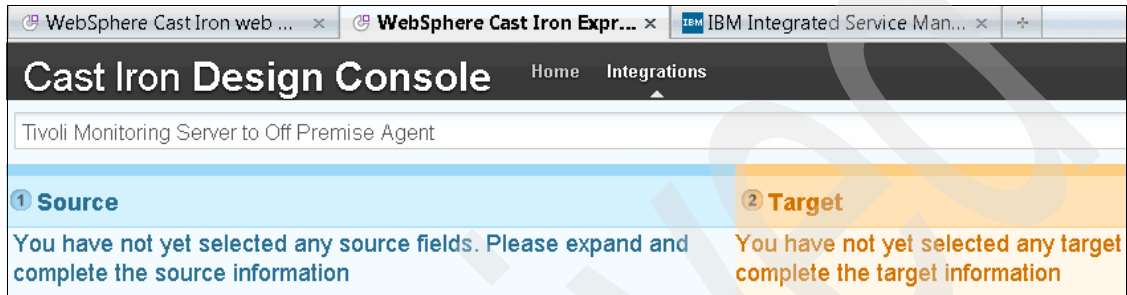 WebSphere Cast Iron web ... × WebSphere Cast Iron Expr... × IBM IBM Integrated Service Man... × +
Cast Iron Design Console Home Integrations
Tivoli Monitoring Server to Off Premise Agent
1 Source 2 Target
You have not yet selected any source fields. Please expand and You have not yet selected any target
complete the source information complete the target information